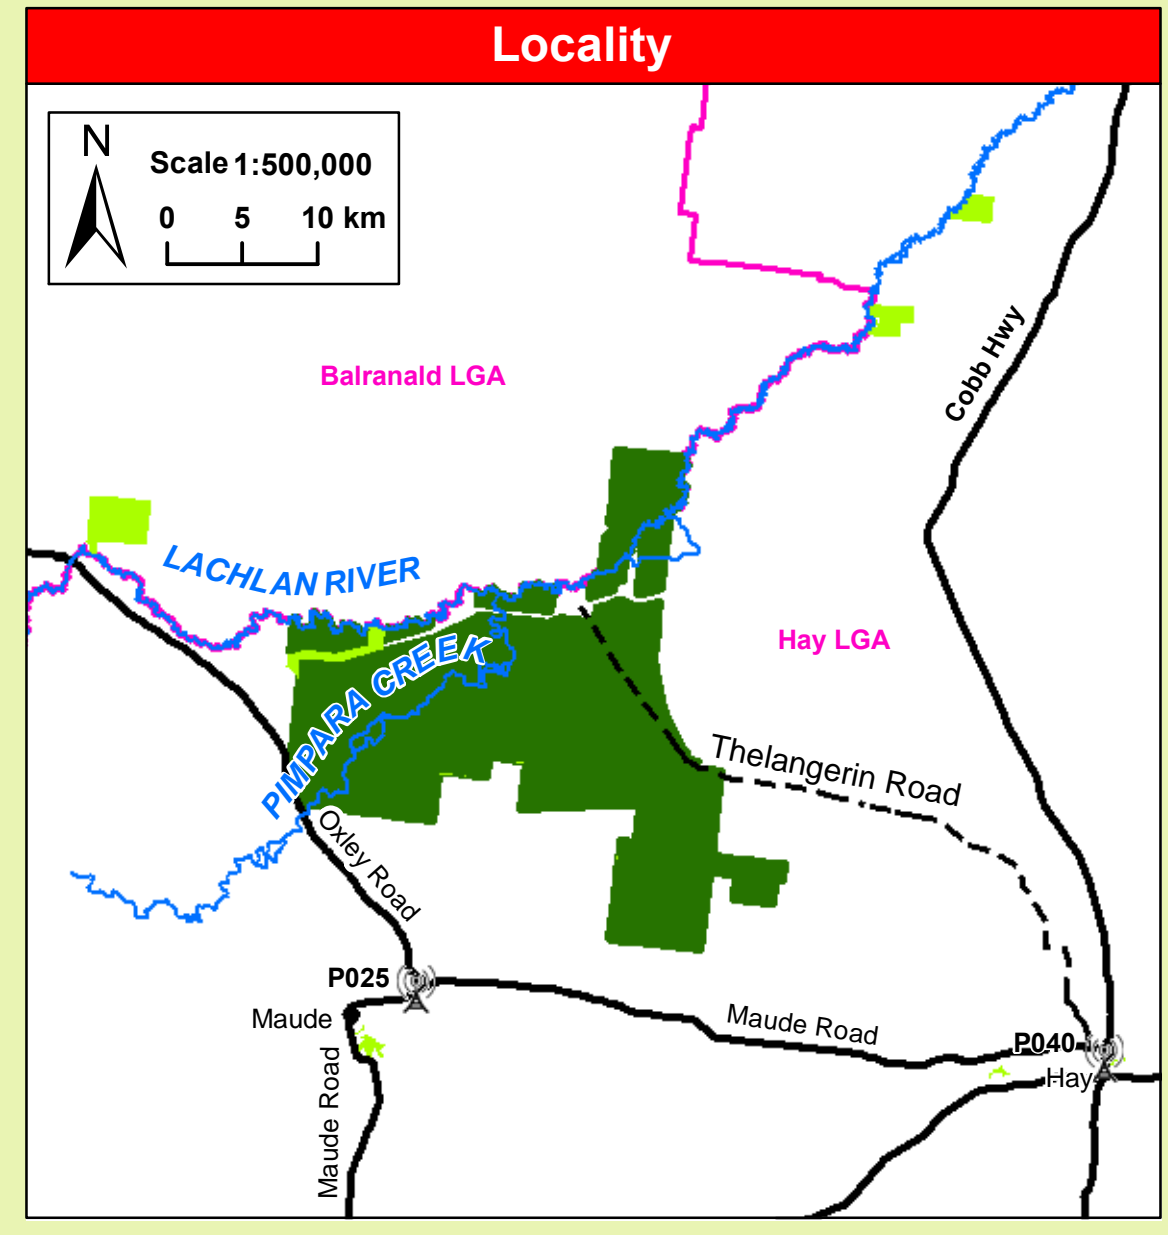 Locality
N
Scale 1:500,000
0 5 10 km
Cobb Hwy
Balranald LGA
LACHLAN RIVER
Hay LGA
PIMPARA CREEK
Thelangerin Road
Oxley Road
P025
Maude
Maude Road
P040
Hay
Maude Road